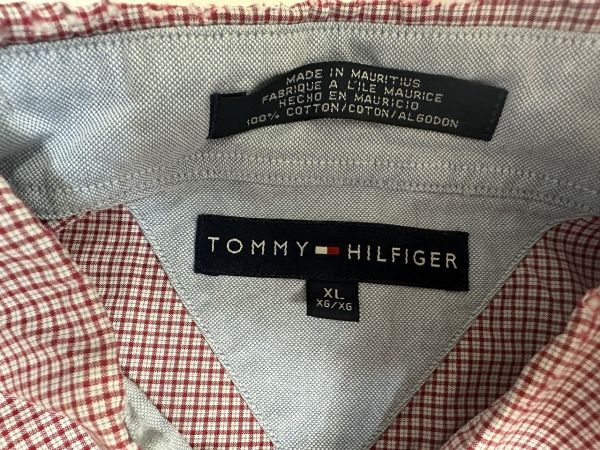 MADE IN MAURITIUS
FABRIQUE A L'ILE MAURICE
HECHO EN MAURICIO
100% COTTON/COTON/ALGODON
TOMMY HILFIGER
XL
XG/XG